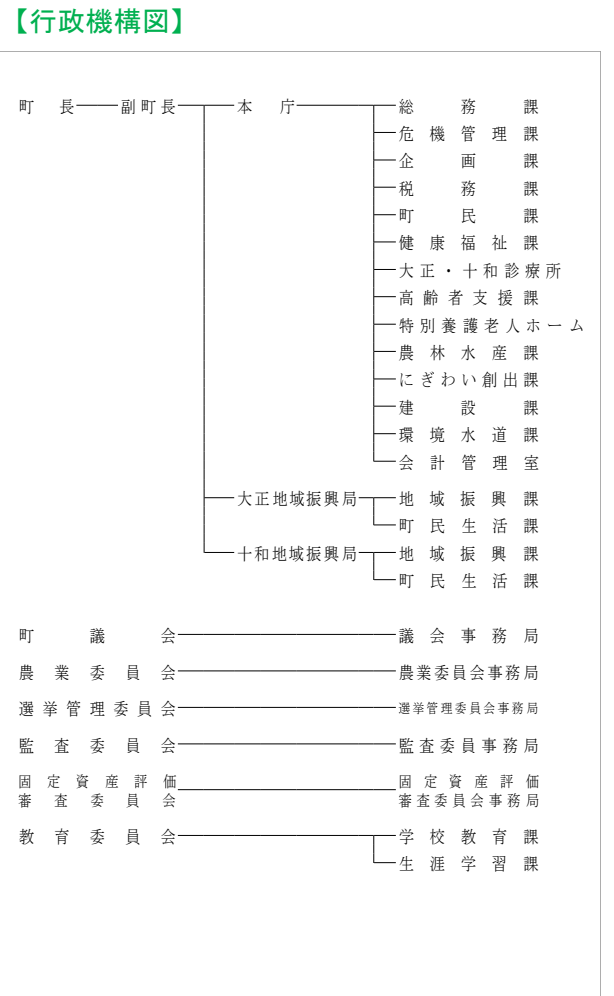 【行政機構図】
町長 副町長 本庁 総務課
危機管理課
企画課
税務課
町民課
健康福祉課
大正・十和診療所
高齢者支援課
特別養護老人ホーム
農林水産課
にぎわい創出課
建設課
環境水道課
会計管理室
大正地域振興局 地域振興課
町民生活課
十和地域振興局 地域振興課
町民生活課
町議会 議会事務局
農業委員会 農業委員会事務局
選挙管理委員会 選挙管理委員会事務局
監査委員会 監査委員事務局
固定資産評価 固定資産評価
審査委員会 審査委員会事務局
教育委員会 学校教育課
生涯学習課